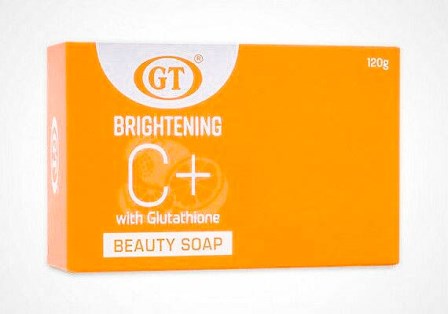 GT®
120g
BRIGHTENING
C+
with Glutathione
BEAUTY SOAP